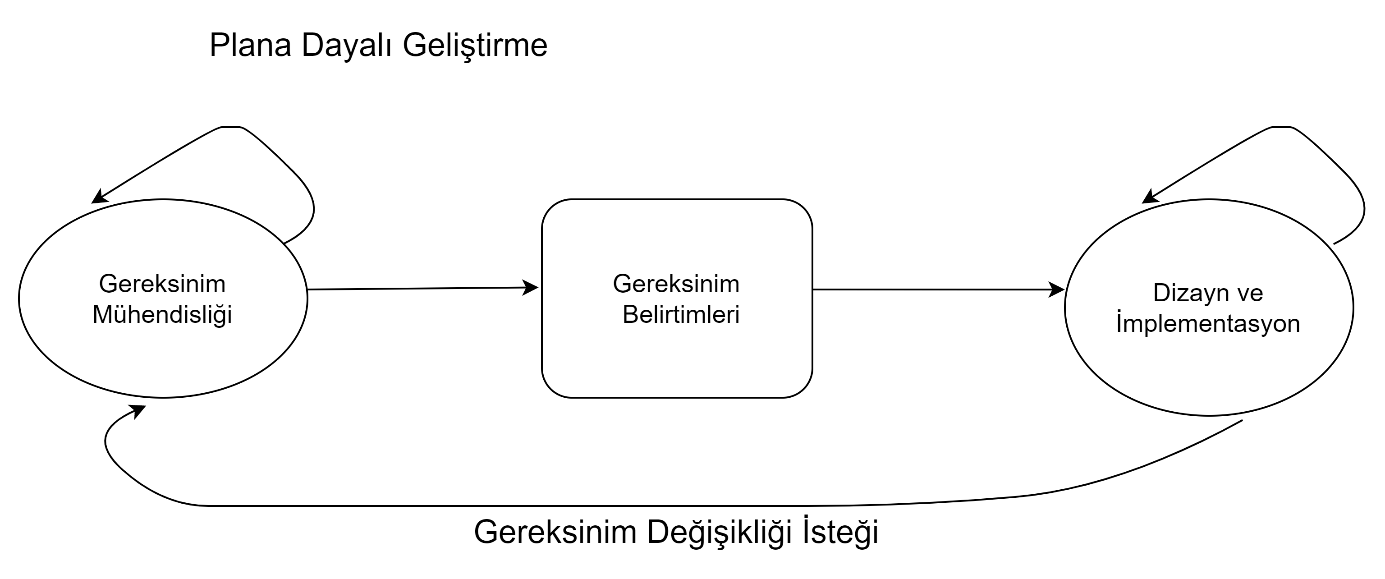 Plana Dayalı Geliştirme
Gereksinim
Mühendisliği
Gereksinim
Belirtimleri
Dizayn ve
İmplementasyon
Gereksinim Değişikliği İsteği